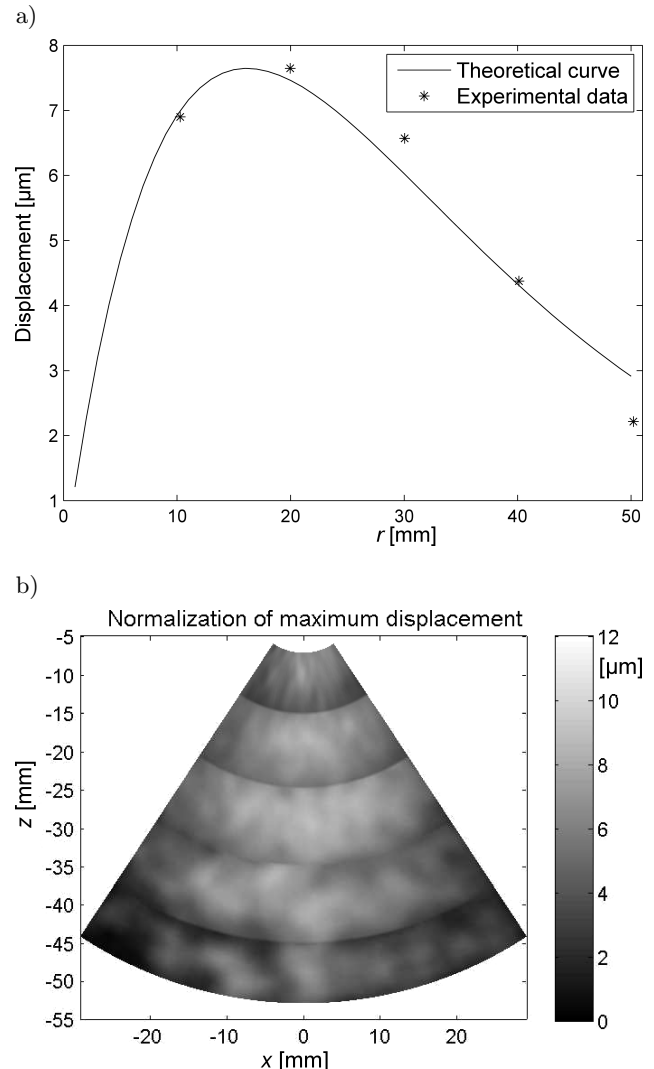 a)
8
7
6
5
4
3
2
1
Displacement [µm]
Theoretical curve
Experimental data
0 10 20 30 40 50
r [mm]
b)
Normalization of maximum displacement
-5
-10
-15
-20
-25
-30
-35
-40
-45
-50
-55
z [mm]
-20 -10 0 10 20
x [mm]
12
[µm]
10
8
6
4
2
0